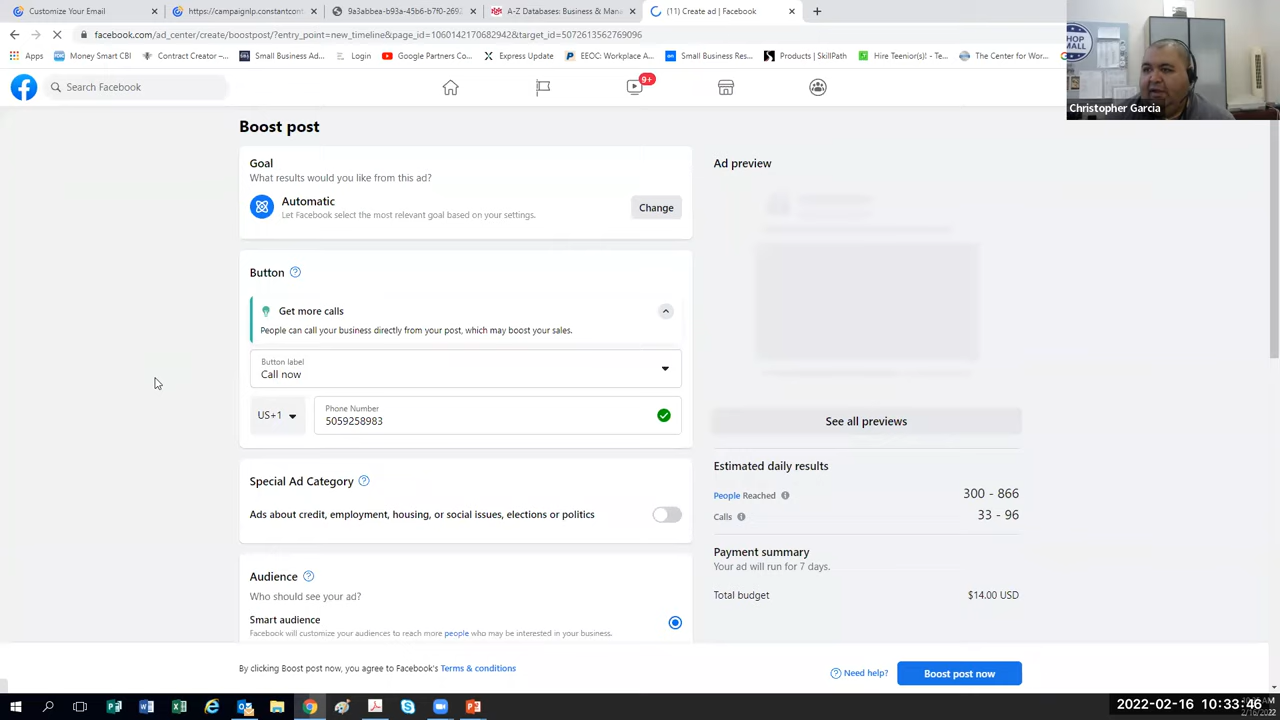 Customize Your Email
https://campaignlp.constantcont
9a3abbea-b93a-45b6-b7f0-2692
A-Z Databases: Business & Mana
(11) Create ad | Facebook
facebook.com/ad_center/create/boostpost/?entry_point=new_timeline&page_id=1060142170682942&target_id=5072613562769096
Apps
Money Smart CBI
Contract Creator –...
Small Business Ad...
Logos
Google Partners Co...
Express Update
EEOC: Workplace A...
Small Business Res...
Products | SkillPath
Hire Teenior(s)! - Te...
The Center for Wor...
SHOP
SMALL
Christopher Garcia
Search Facebook
9+
Boost post
Goal
What results would you like from this ad?
Automatic
Let Facebook select the most relevant goal based on your settings.
Change
Button
Get more calls
People can call your business directly from your post, which may boost your sales.
Button label
Call now
US+1
Phone Number
5059258983
Special Ad Category
Ads about credit, employment, housing, or social issues, elections or politics
Audience
Who should see your ad?
Smart audience
Facebook will customize your audiences to reach more people who may be interested in your business.
Ad preview
See all previews
Estimated daily results
People Reached
300 - 866
Calls
33 - 96
Payment summary
Your ad will run for 7 days.
Total budget
$14.00 USD
By clicking Boost post now, you agree to Facebook's Terms & conditions
Need help?
Boost post now
2022-02-16 10:33:46